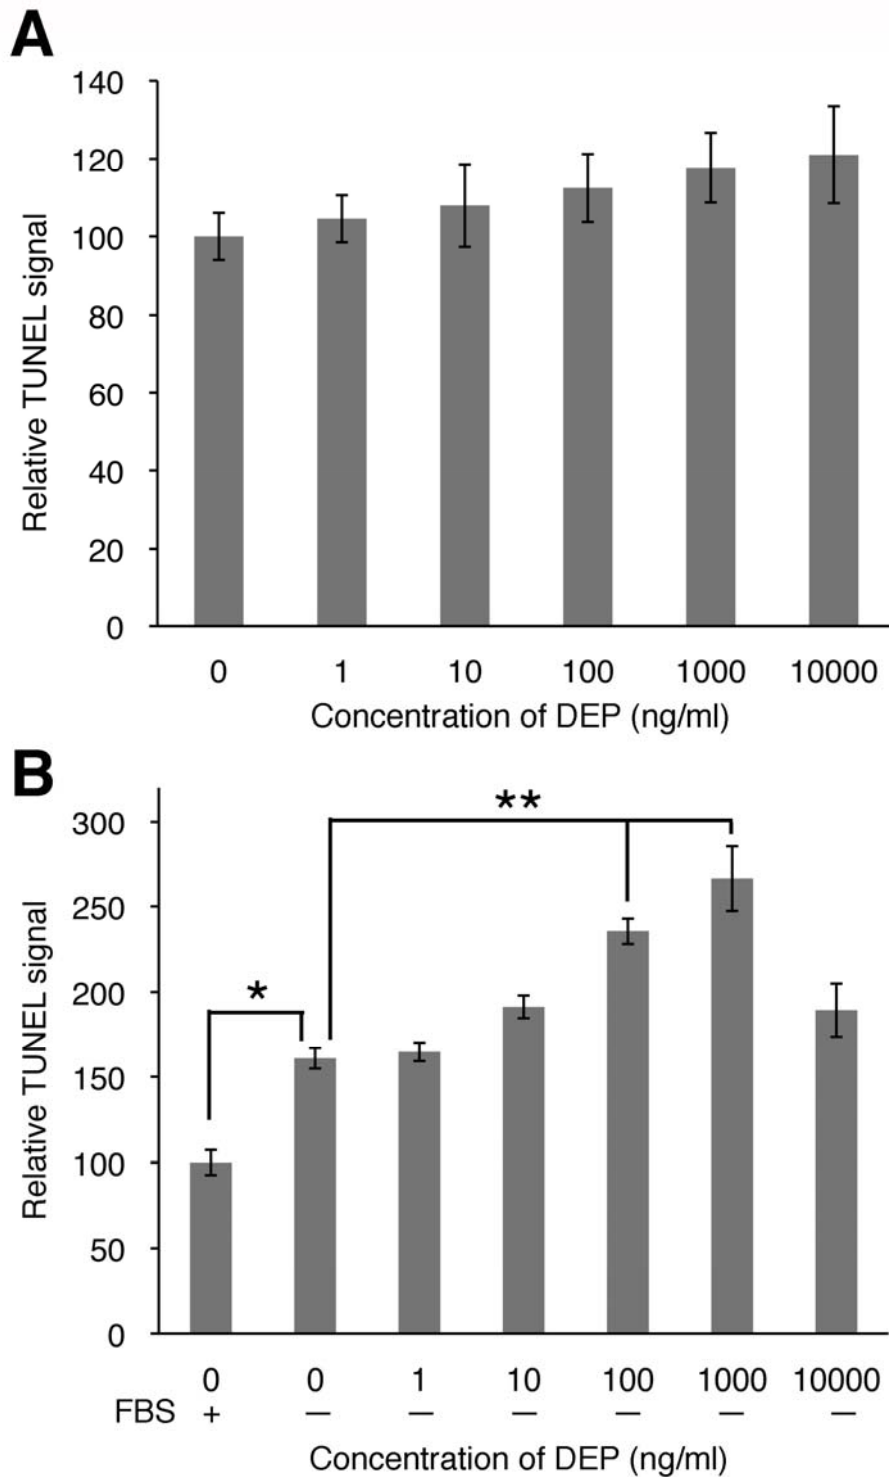 A
140
120
100
80
60
40
20
0
Relative TUNEL signal
0 1 10 100 1000 10000
Concentration of DEP (ng/ml)
B
**
*
300
250
200
150
100
50
0
Relative TUNEL signal
0 0 1 10 100 1000 10000
FBS + — — — — — —
Concentration of DEP (ng/ml)